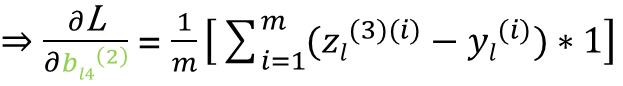 ⇒ ∂L/∂b_{l4}^{(2)} = 1/m [ ∑_{i=1}^{m} (z_l^{(3)(i)} − y_l^{(i)}) ∗ 1]